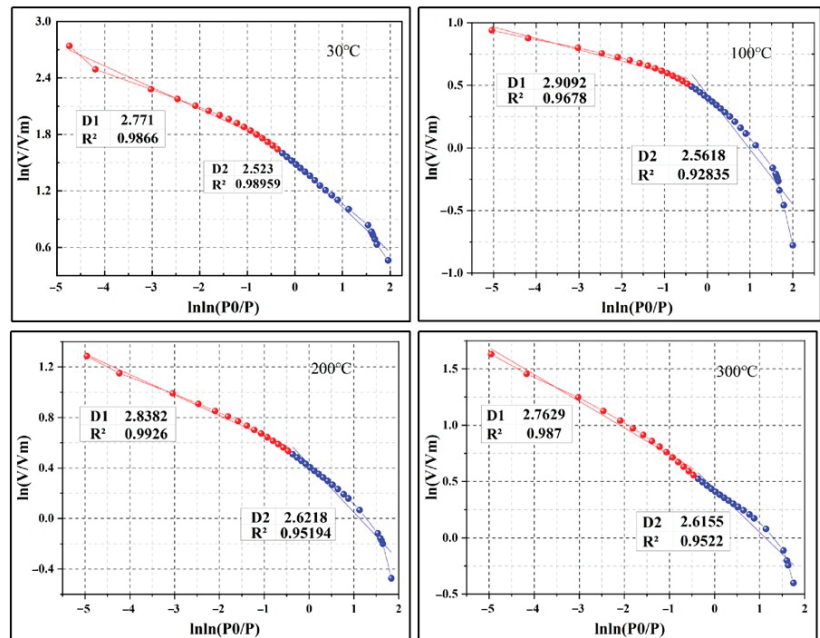 30°C
3.0
2.4
1.8
1.2
0.6
ln(V/Vm)
D1 2.771
R² 0.9866
D2 2.523
R² 0.98959
−5 −4 −3 −2 −1 0 1 2
lnln(P0/P)
100°C
1.0
0.5
0.0
−0.5
−1.0
ln(V/Vm)
D1 2.9092
R² 0.9678
D2 2.5618
R² 0.92835
−5 −4 −3 −2 −1 0 1 2
lnln(P0/P)
200°C
1.2
0.8
0.4
0.0
−0.4
ln(V/Vm)
D1 2.8382
R² 0.9926
D2 2.6218
R² 0.95194
−5 −4 −3 −2 −1 0 1 2
lnln(P0/P)
300°C
1.5
1.0
0.5
0.0
−0.5
ln(V/Vm)
D1 2.7629
R² 0.987
D2 2.6155
R² 0.9522
−5 −4 −3 −2 −1 0 1 2
lnln(P0/P)